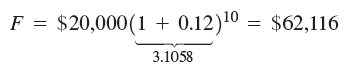 F = $20,000(1 + 0.12)¹⁰ = $62,116
3.1058